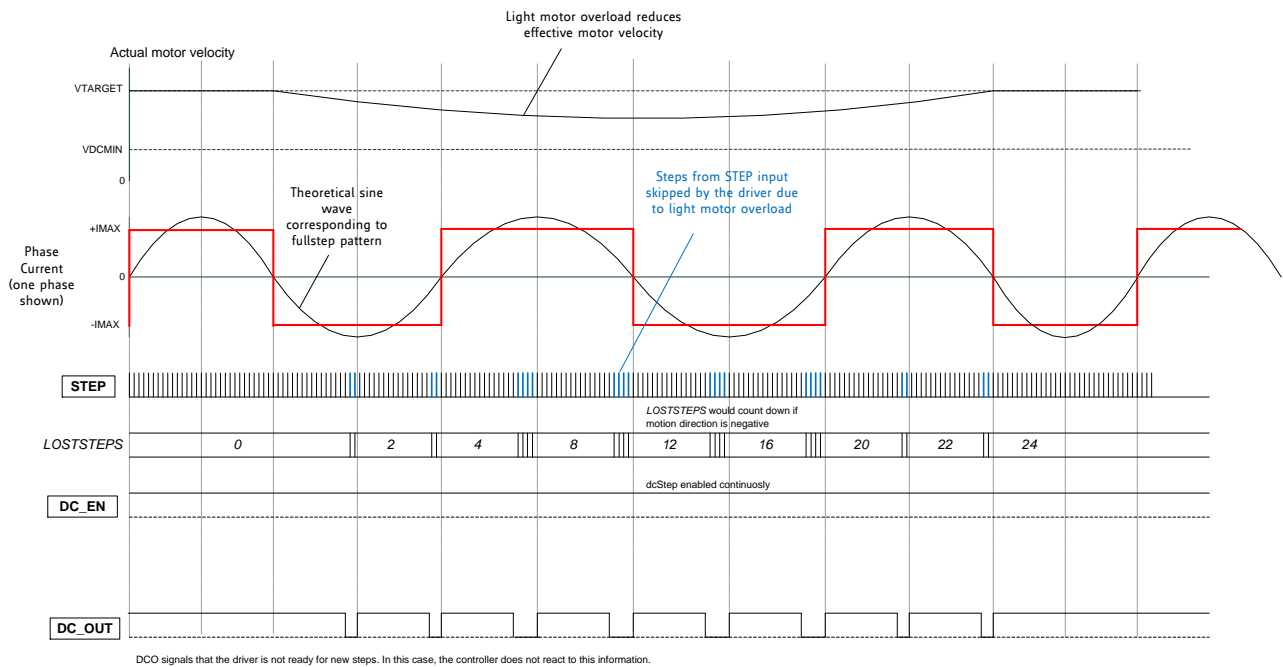 Light motor overload reduces
effective motor velocity
Actual motor velocity
VTARGET
VDCMIN
0
Steps from STEP input
skipped by the driver due
to light motor overload
Theoretical sine
wave
corresponding to
fullstep pattern
+IMAX
Phase
Current
(one phase
shown)
0
-IMAX
STEP
LOSTSTEPS would count down if
motion direction is negative
LOSTSTEPS
0 2 4 8 12 16 20 22 24
dcStep enabled continuosly
DC_EN
DC_OUT
DCO signals that the driver is not ready for new steps. In this case, the controller does not react to this information.